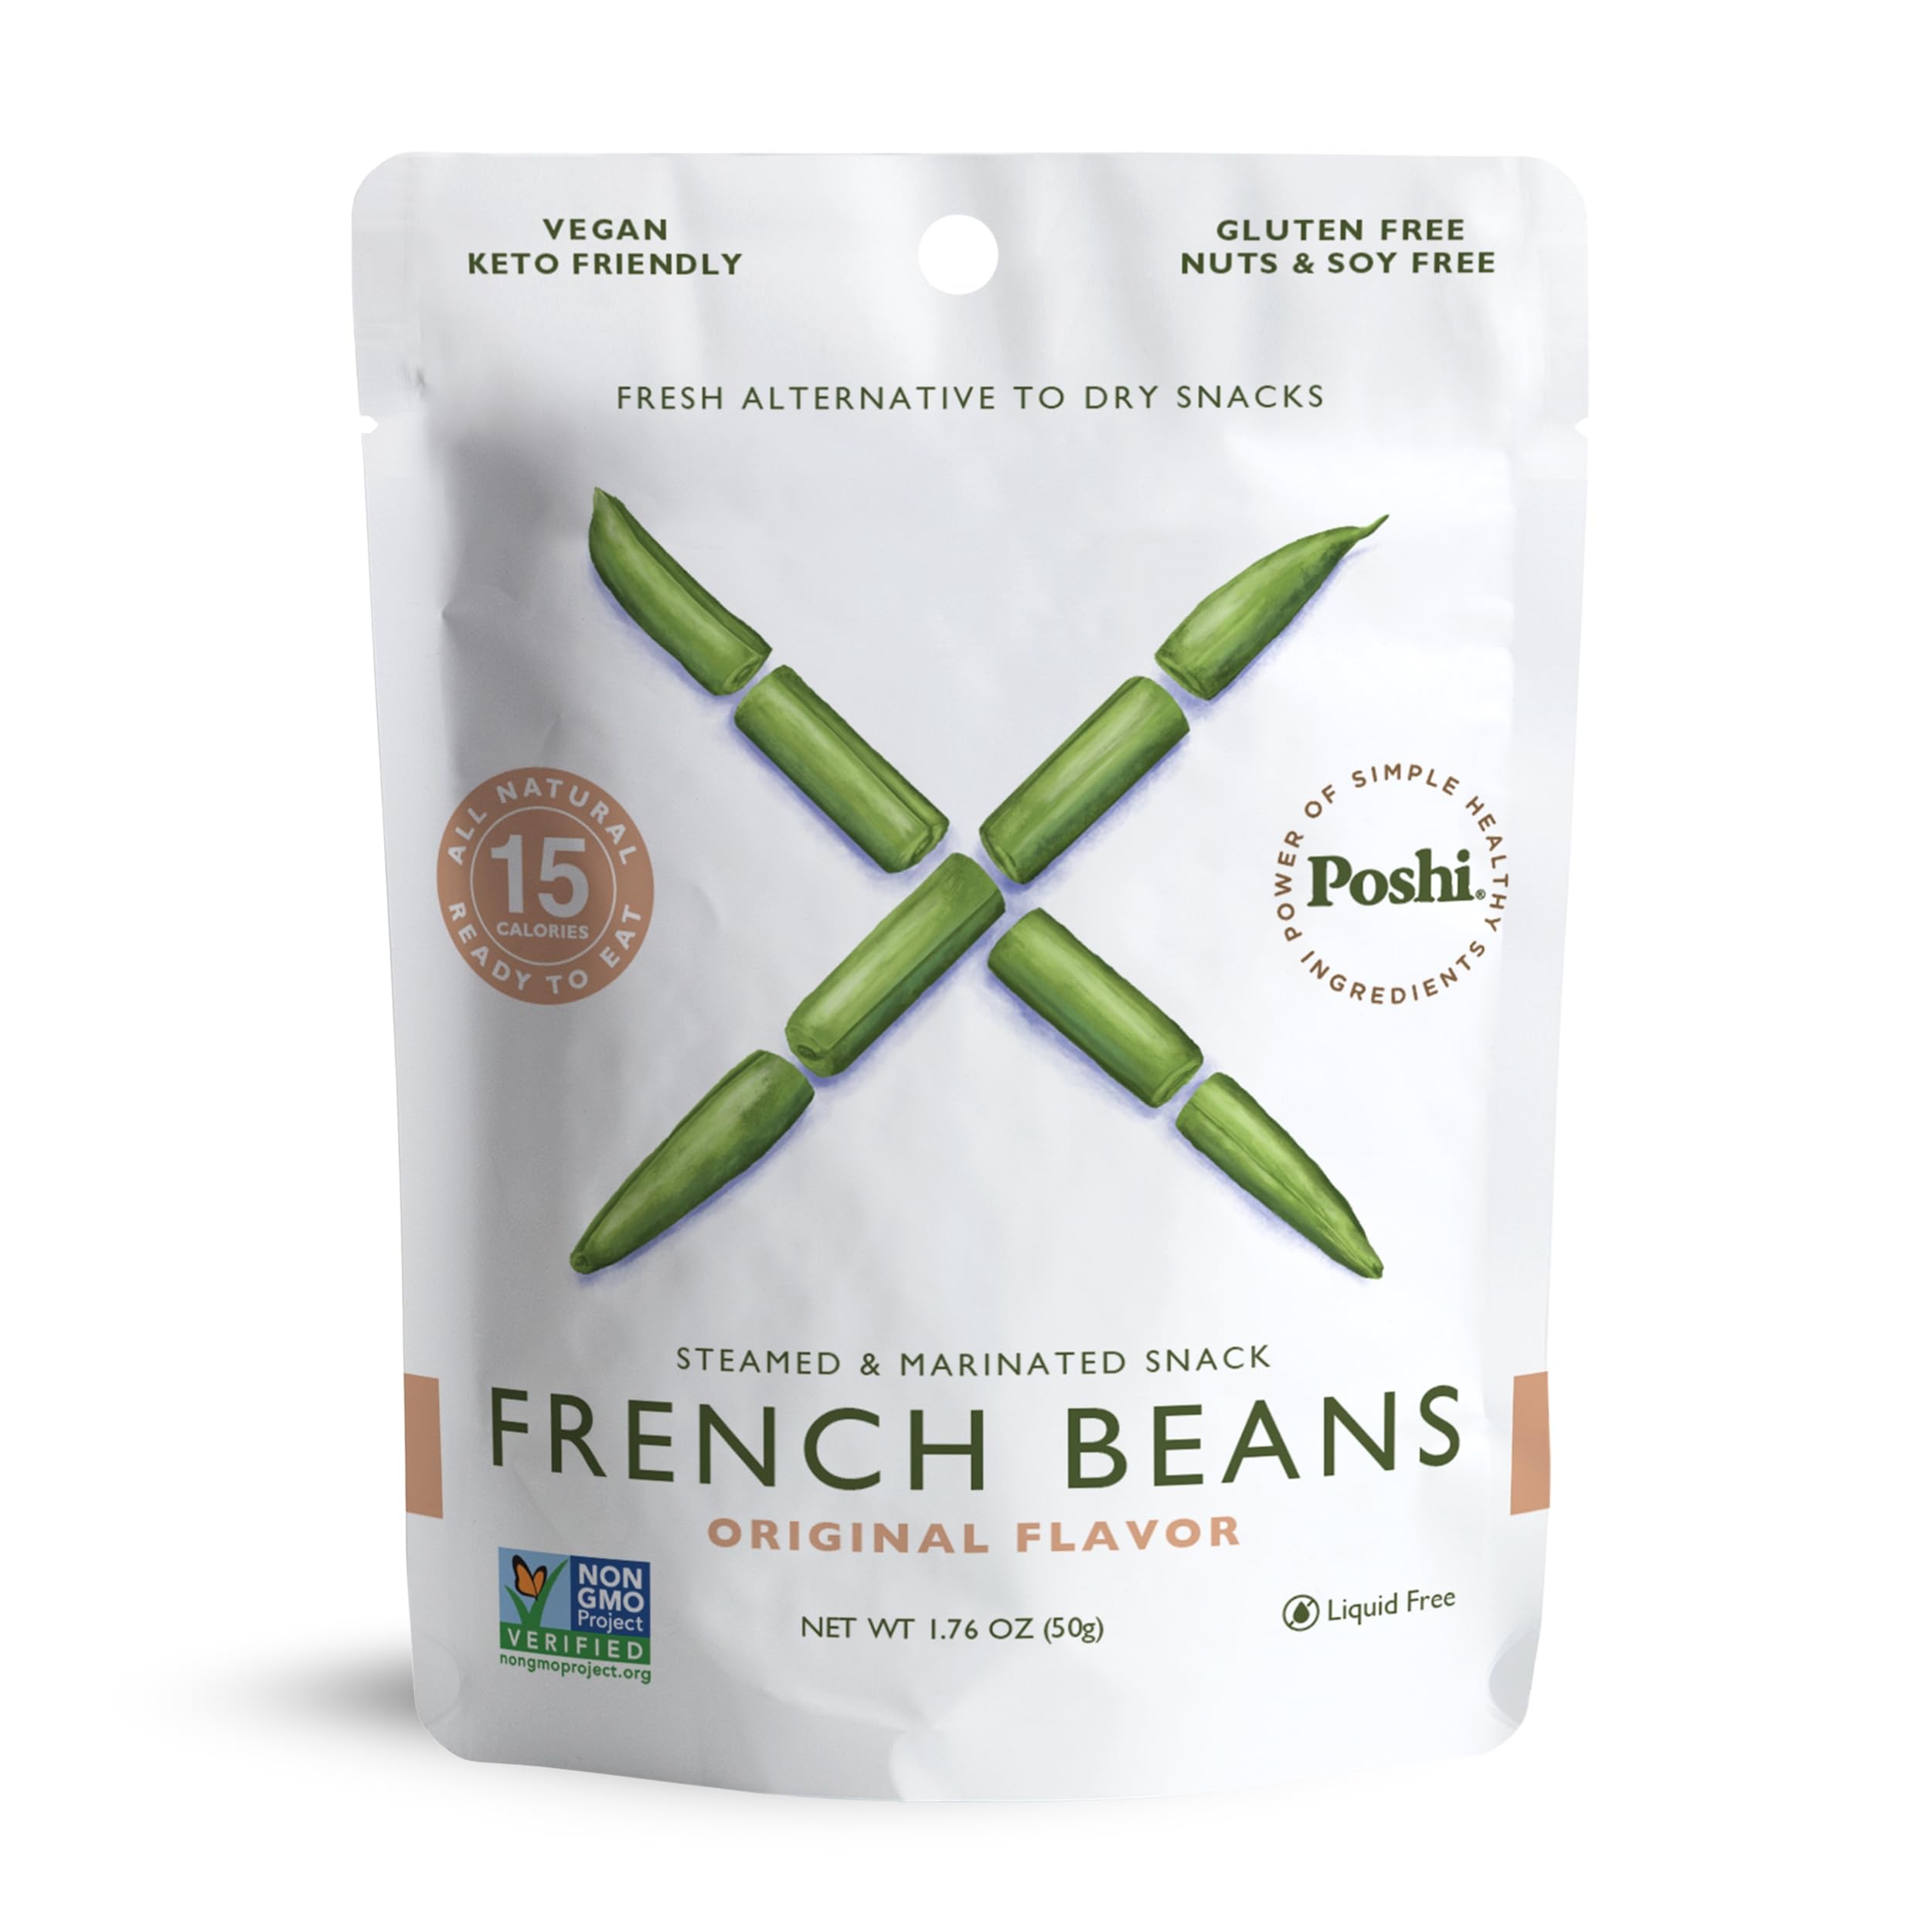 VEGAN
KETO FRIENDLY
GLUTEN FREE
NUTS & SOY FREE
FRESH ALTERNATIVE TO DRY SNACKS
ALL NATURAL
15
CALORIES
READY TO EAT
POWER OF SIMPLE HEALTHY INGREDIENTS
Poshi®
STEAMED & MARINATED SNACK
FRENCH BEANS
ORIGINAL FLAVOR
NON
GMO
Project
VERIFIED
nongmoproject.org
NET WT 1.76 OZ (50g)
Liquid Free